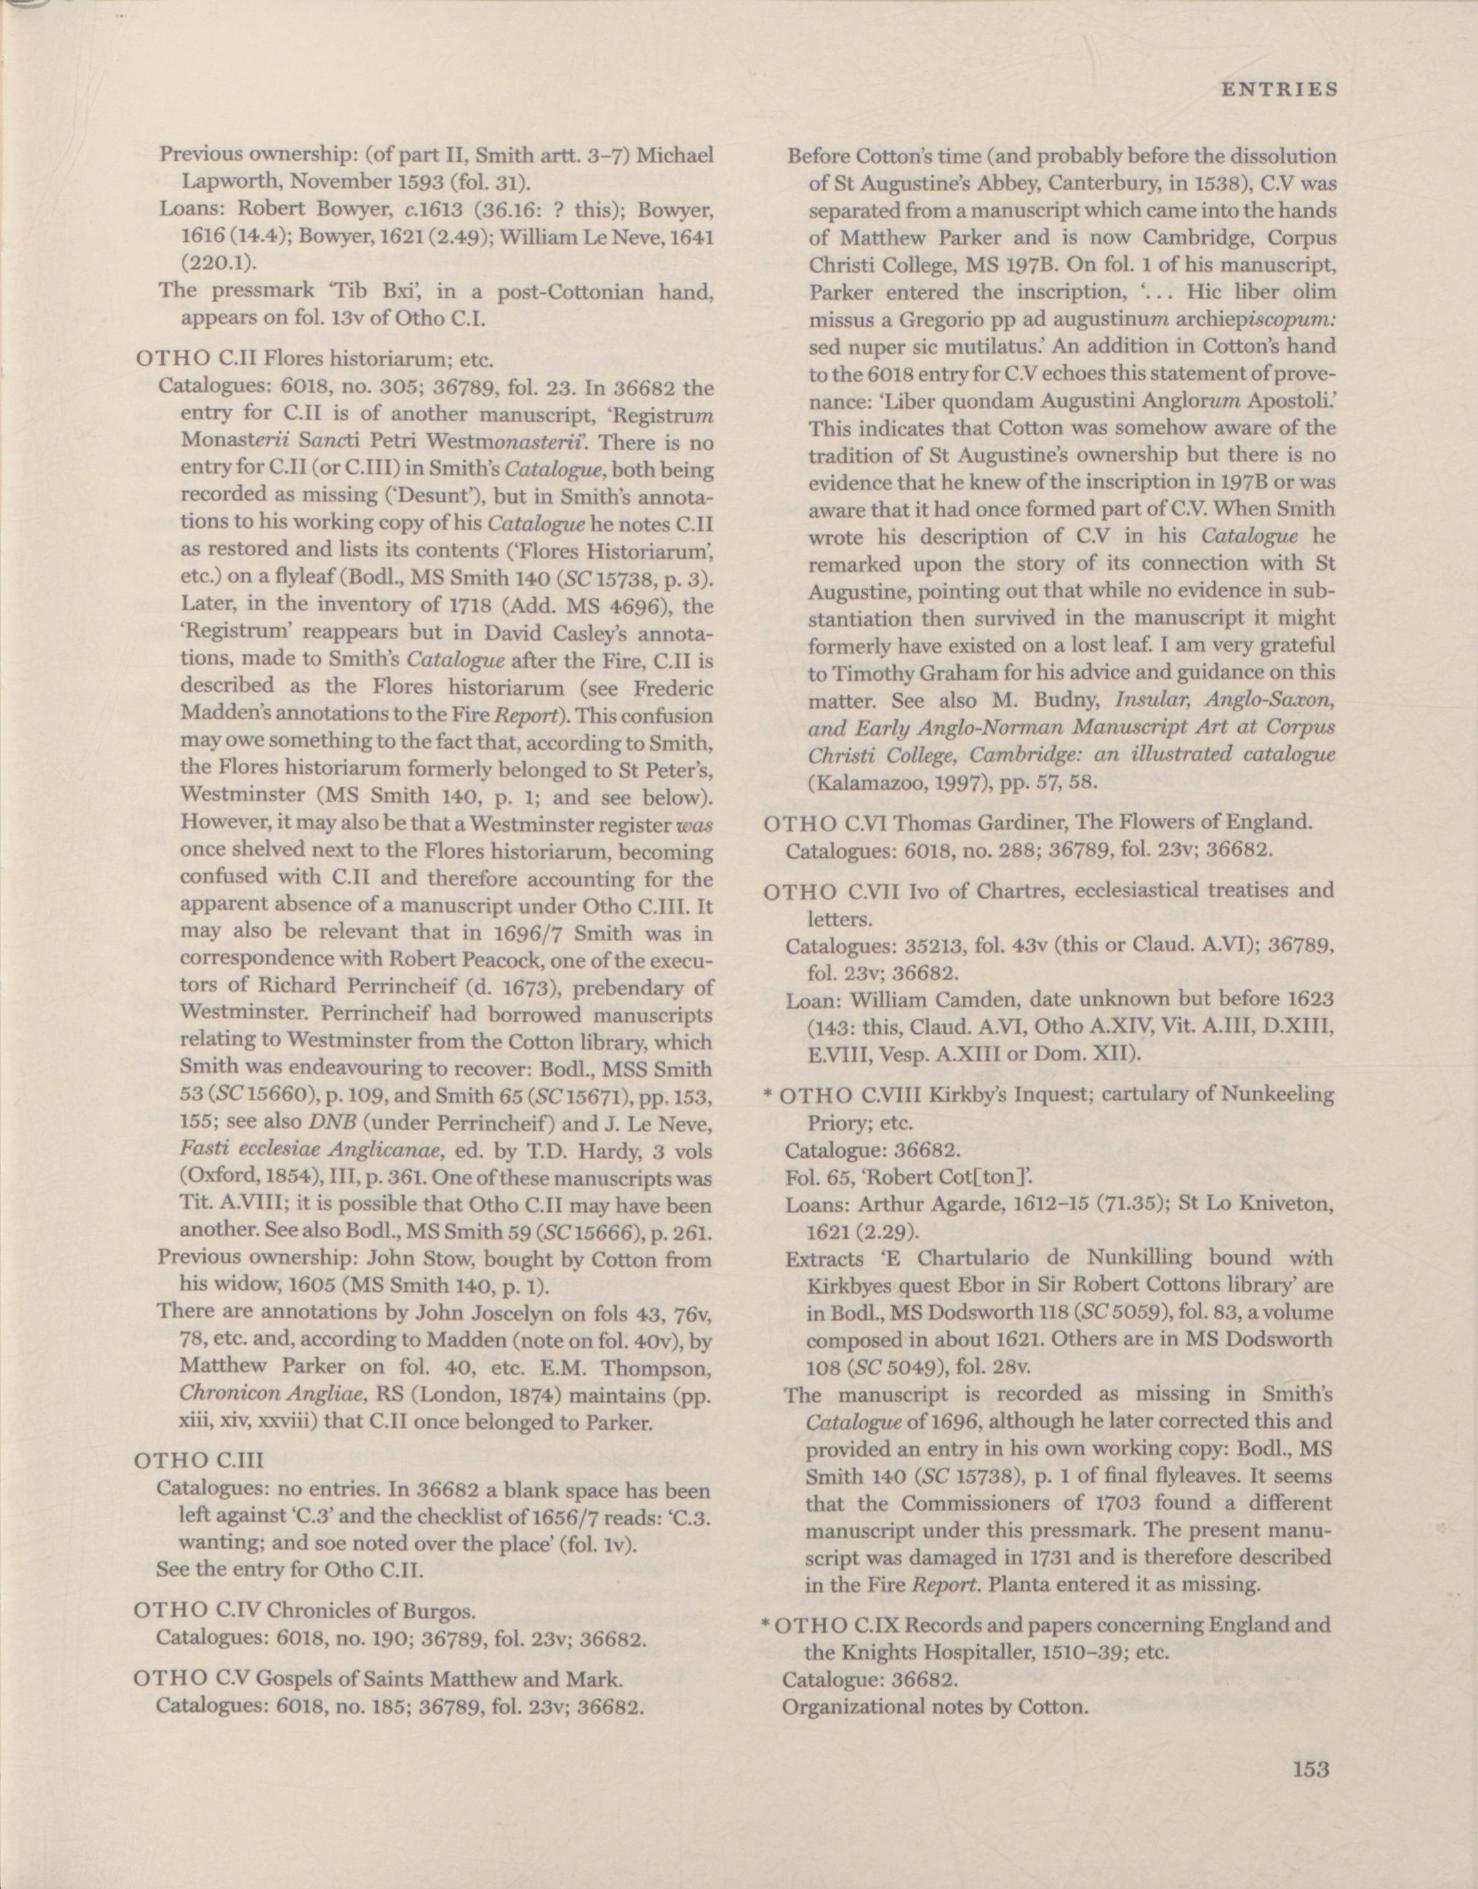 ENTRIES
Previous ownership: (of part II, Smith artt. 3–7) Michael
Lapworth, November 1593 (fol. 31).
Loans: Robert Bowyer, c.1613 (36.16: ? this); Bowyer,
1616 (14.4); Bowyer, 1621 (2.49); William Le Neve, 1641
(220.1).
The pressmark ‘Tib Bxi’, in a post-Cottonian hand,
appears on fol. 13v of Otho C.I.
OTHO C.II Flores historiarum; etc.
Catalogues: 6018, no. 305; 36789, fol. 23. In 36682 the
entry for C.II is of another manuscript, ‘Registrum
Monasterii Sancti Petri Westmonasterii’. There is no
entry for C.II (or C.III) in Smith’s Catalogue, both being
recorded as missing (‘Desunt’), but in Smith’s annota-
tions to his working copy of his Catalogue he notes C.II
as restored and lists its contents (‘Flores Historiarum’,
etc.) on a flyleaf (Bodl., MS Smith 140 (SC 15738, p. 3).
Later, in the inventory of 1718 (Add. MS 4696), the
‘Registrum’ reappears but in David Casley’s annota-
tions, made to Smith’s Catalogue after the Fire, C.II is
described as the Flores historiarum (see Frederic
Madden’s annotations to the Fire Report). This confusion
may owe something to the fact that, according to Smith,
the Flores historiarum formerly belonged to St Peter’s,
Westminster (MS Smith 140, p. 1; and see below).
However, it may also be that a Westminster register was
once shelved next to the Flores historiarum, becoming
confused with C.II and therefore accounting for the
apparent absence of a manuscript under Otho C.III. It
may also be relevant that in 1696/7 Smith was in
correspondence with Robert Peacock, one of the execu-
tors of Richard Perrincheif (d. 1673), prebendary of
Westminster. Perrincheif had borrowed manuscripts
relating to Westminster from the Cotton library, which
Smith was endeavouring to recover: Bodl., MSS Smith
53 (SC 15660), p. 109, and Smith 65 (SC 15671), pp. 153,
155; see also DNB (under Perrincheif) and J. Le Neve,
Fasti ecclesiae Anglicanae, ed. by T.D. Hardy, 3 vols
(Oxford, 1854), III, p. 361. One of these manuscripts was
Tit. A.VIII; it is possible that Otho C.II may have been
another. See also Bodl., MS Smith 59 (SC 15666), p. 261.
Previous ownership: John Stow, bought by Cotton from
his widow, 1605 (MS Smith 140, p. 1).
There are annotations by John Joscelyn on fols 43, 76v,
78, etc. and, according to Madden (note on fol. 40v), by
Matthew Parker on fol. 40, etc. E.M. Thompson,
Chronicon Angliae, RS (London, 1874) maintains (pp.
xiii, xiv, xxviii) that C.II once belonged to Parker.
OTHO C.III
Catalogues: no entries. In 36682 a blank space has been
left against ‘C.3’ and the checklist of 1656/7 reads: ‘C.3.
wanting; and soe noted over the place’ (fol. 1v).
See the entry for Otho C.II.
OTHO C.IV Chronicles of Burgos.
Catalogues: 6018, no. 190; 36789, fol. 23v; 36682.
OTHO C.V Gospels of Saints Matthew and Mark.
Catalogues: 6018, no. 185; 36789, fol. 23v; 36682.
Before Cotton’s time (and probably before the dissolution
of St Augustine’s Abbey, Canterbury, in 1538), C.V was
separated from a manuscript which came into the hands
of Matthew Parker and is now Cambridge, Corpus
Christi College, MS 197B. On fol. 1 of his manuscript,
Parker entered the inscription, ‘... Hic liber olim
missus a Gregorio pp ad augustinum archiepiscopum:
sed nuper sic mutilatus.’ An addition in Cotton’s hand
to the 6018 entry for C.V echoes this statement of prove-
nance: ‘Liber quondam Augustini Anglorum Apostoli.’
This indicates that Cotton was somehow aware of the
tradition of St Augustine’s ownership but there is no
evidence that he knew of the inscription in 197B or was
aware that it had once formed part of C.V. When Smith
wrote his description of C.V in his Catalogue he
remarked upon the story of its connection with St
Augustine, pointing out that while no evidence in sub-
stantiation then survived in the manuscript it might
formerly have existed on a lost leaf. I am very grateful
to Timothy Graham for his advice and guidance on this
matter. See also M. Budny, Insular, Anglo-Saxon,
and Early Anglo-Norman Manuscript Art at Corpus
Christi College, Cambridge: an illustrated catalogue
(Kalamazoo, 1997), pp. 57, 58.
OTHO C.VI Thomas Gardiner, The Flowers of England.
Catalogues: 6018, no. 288; 36789, fol. 23v; 36682.
OTHO C.VII Ivo of Chartres, ecclesiastical treatises and
letters.
Catalogues: 35213, fol. 43v (this or Claud. A.VI); 36789,
fol. 23v; 36682.
Loan: William Camden, date unknown but before 1623
(143: this, Claud. A.VI, Otho A.XIV, Vit. A.III, D.XIII,
E.VIII, Vesp. A.XIII or Dom. XII).
* OTHO C.VIII Kirkby’s Inquest; cartulary of Nunkeeling
Priory; etc.
Catalogue: 36682.
Fol. 65, ‘Robert Cot[ton]’.
Loans: Arthur Agarde, 1612–15 (71.35); St Lo Kniveton,
1621 (2.29).
Extracts ‘E Chartulario de Nunkilling bound with
Kirkbyes quest Ebor in Sir Robert Cottons library’ are
in Bodl., MS Dodsworth 118 (SC 5059), fol. 83, a volume
composed in about 1621. Others are in MS Dodsworth
108 (SC 5049), fol. 28v.
The manuscript is recorded as missing in Smith’s
Catalogue of 1696, although he later corrected this and
provided an entry in his own working copy: Bodl., MS
Smith 140 (SC 15738), p. 1 of final flyleaves. It seems
that the Commissioners of 1703 found a different
manuscript under this pressmark. The present manu-
script was damaged in 1731 and is therefore described
in the Fire Report. Planta entered it as missing.
* OTHO C.IX Records and papers concerning England and
the Knights Hospitaller, 1510–39; etc.
Catalogue: 36682.
Organizational notes by Cotton.
153